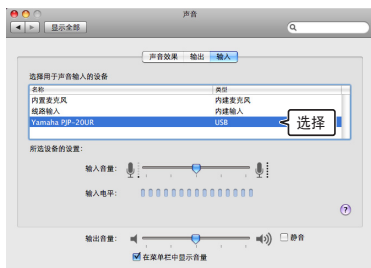 声音
显示全部
声音效果 输出 输入
选择用于声音输入的设备
名称 类型
内置麦克风 内建麦克风
线路输入 内建输入
Yamaha PJP-20UR USB
选择
所选设备的设置：
输入音量：
输入电平：
?
输出音量： 静音
在菜单栏中显示音量